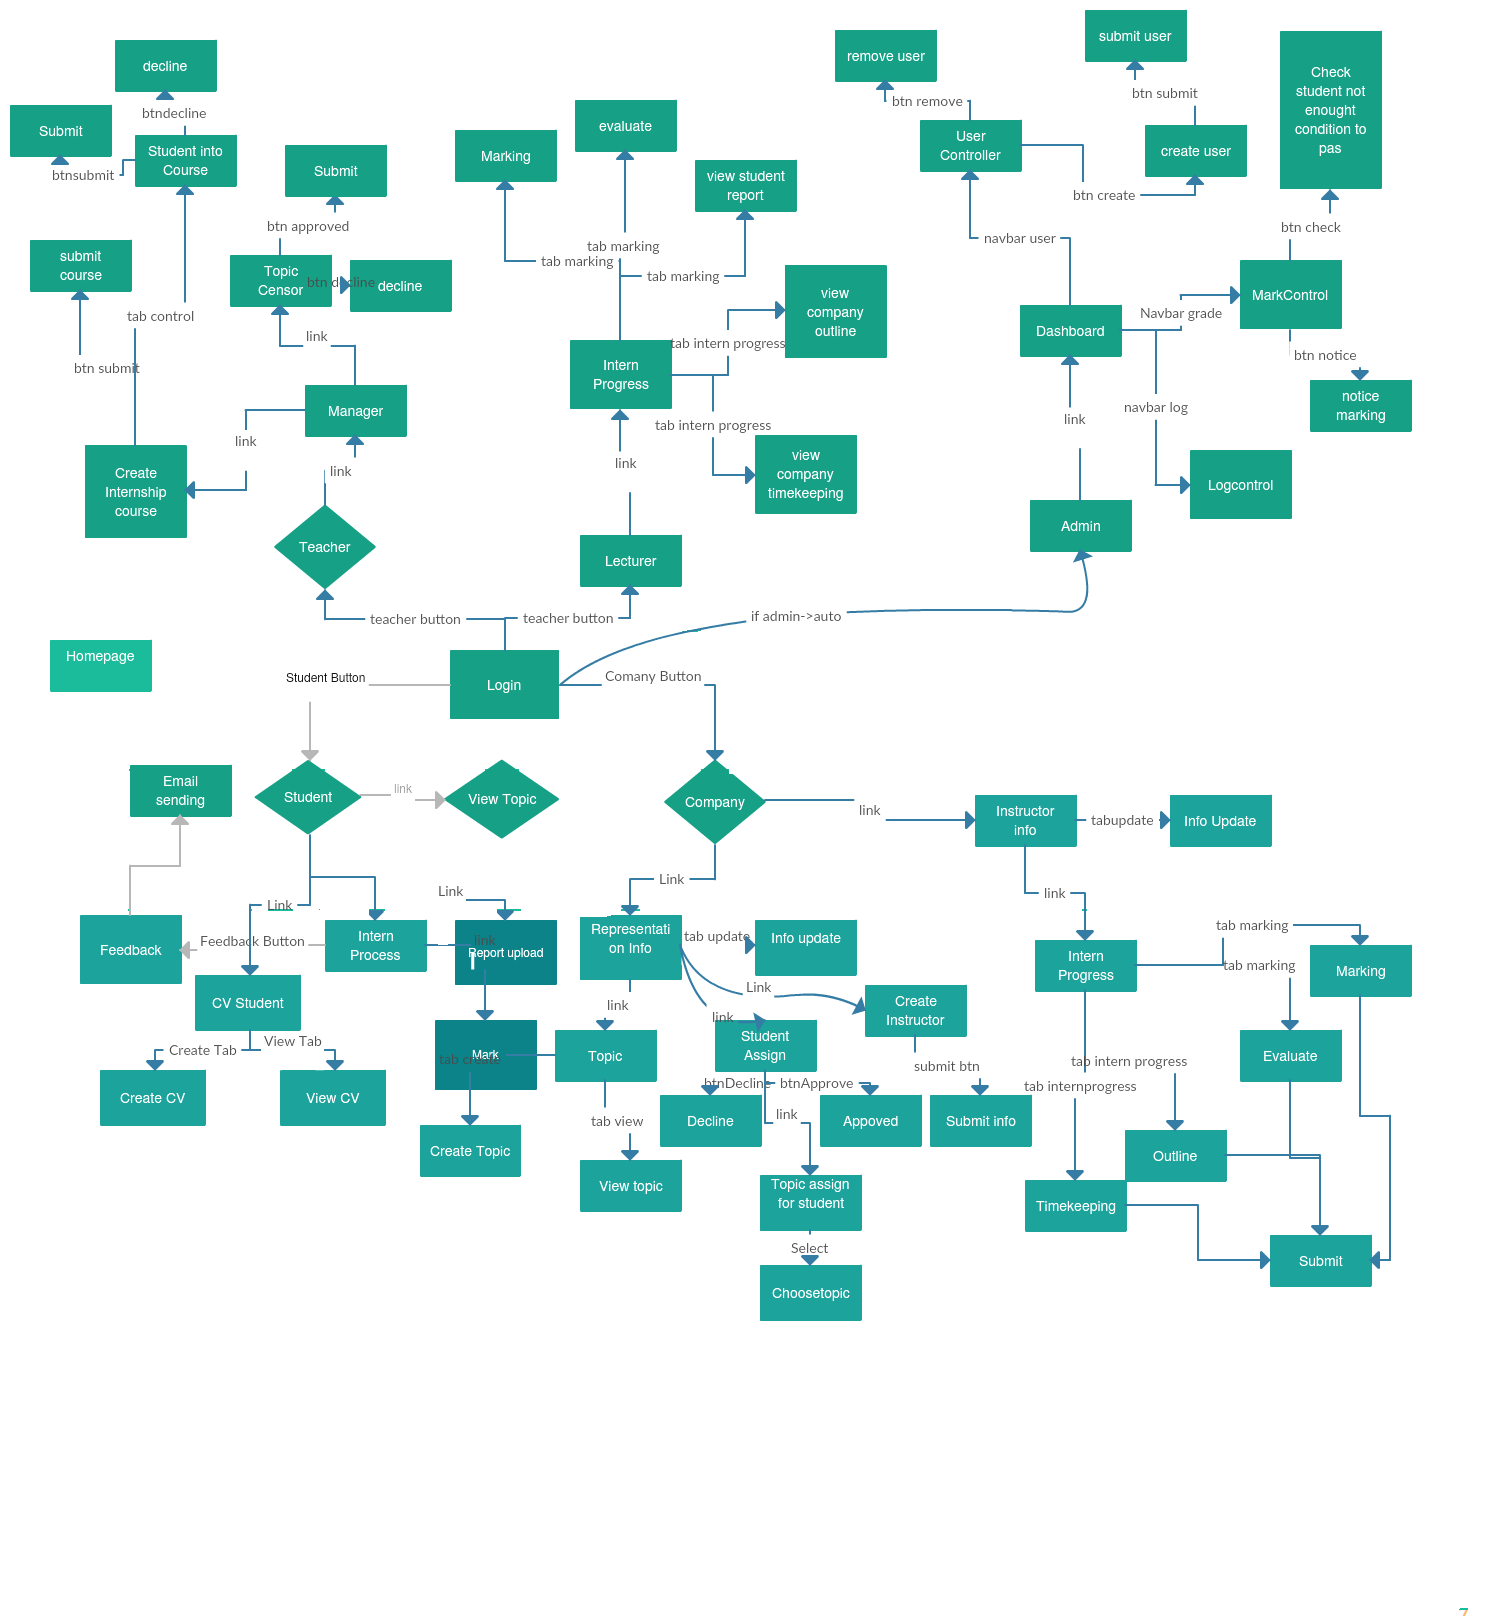 submit user
remove user
Check
student not
enought
condition to
pas
decline
btn submit
btn remove
btndecline
Submit
evaluate
User
Controller
create user
Marking
Student into
Course
btnsubmit
Submit
view student
report
btn create
btn approved
btn check
navbar user
tab marking
tab marking
tab marking
submit
course
Topic
Censor
btn decline
decline
view
company
outline
MarkControl
tab control
Navbar grade
Dashboard
link
tab intern progress
btn notice
btn submit
Intern
Progress
notice
marking
Manager
navbar log
link
tab intern progress
link
link
link
view
company
timekeeping
Create
Internship
course
Logcontrol
Admin
Teacher
Lecturer
teacher button
teacher button
if admin->auto
Homepage
Student Button
Login
Comany Button
Email
sending
Student
link
View Topic
Company
link
Instructor
info
tabupdate
Info Update
Link
Link
Link
link
Feedback
Feedback Button
Intern
Process
link
Report upload
Representati
on Info
tab update
Info update
Intern
Progress
tab marking
tab marking
Marking
CV Student
link
Link
link
Create
Instructor
Create Tab
View Tab
Mark
tab create
Topic
Student
Assign
submit btn
tab intern progress
tab internprogress
Evaluate
btnDecline
btnApprove
Create CV
View CV
tab view
link
Decline
Appoved
Submit info
Create Topic
View topic
Topic assign
for student
Outline
Timekeeping
Select
Choosetopic
Submit
7